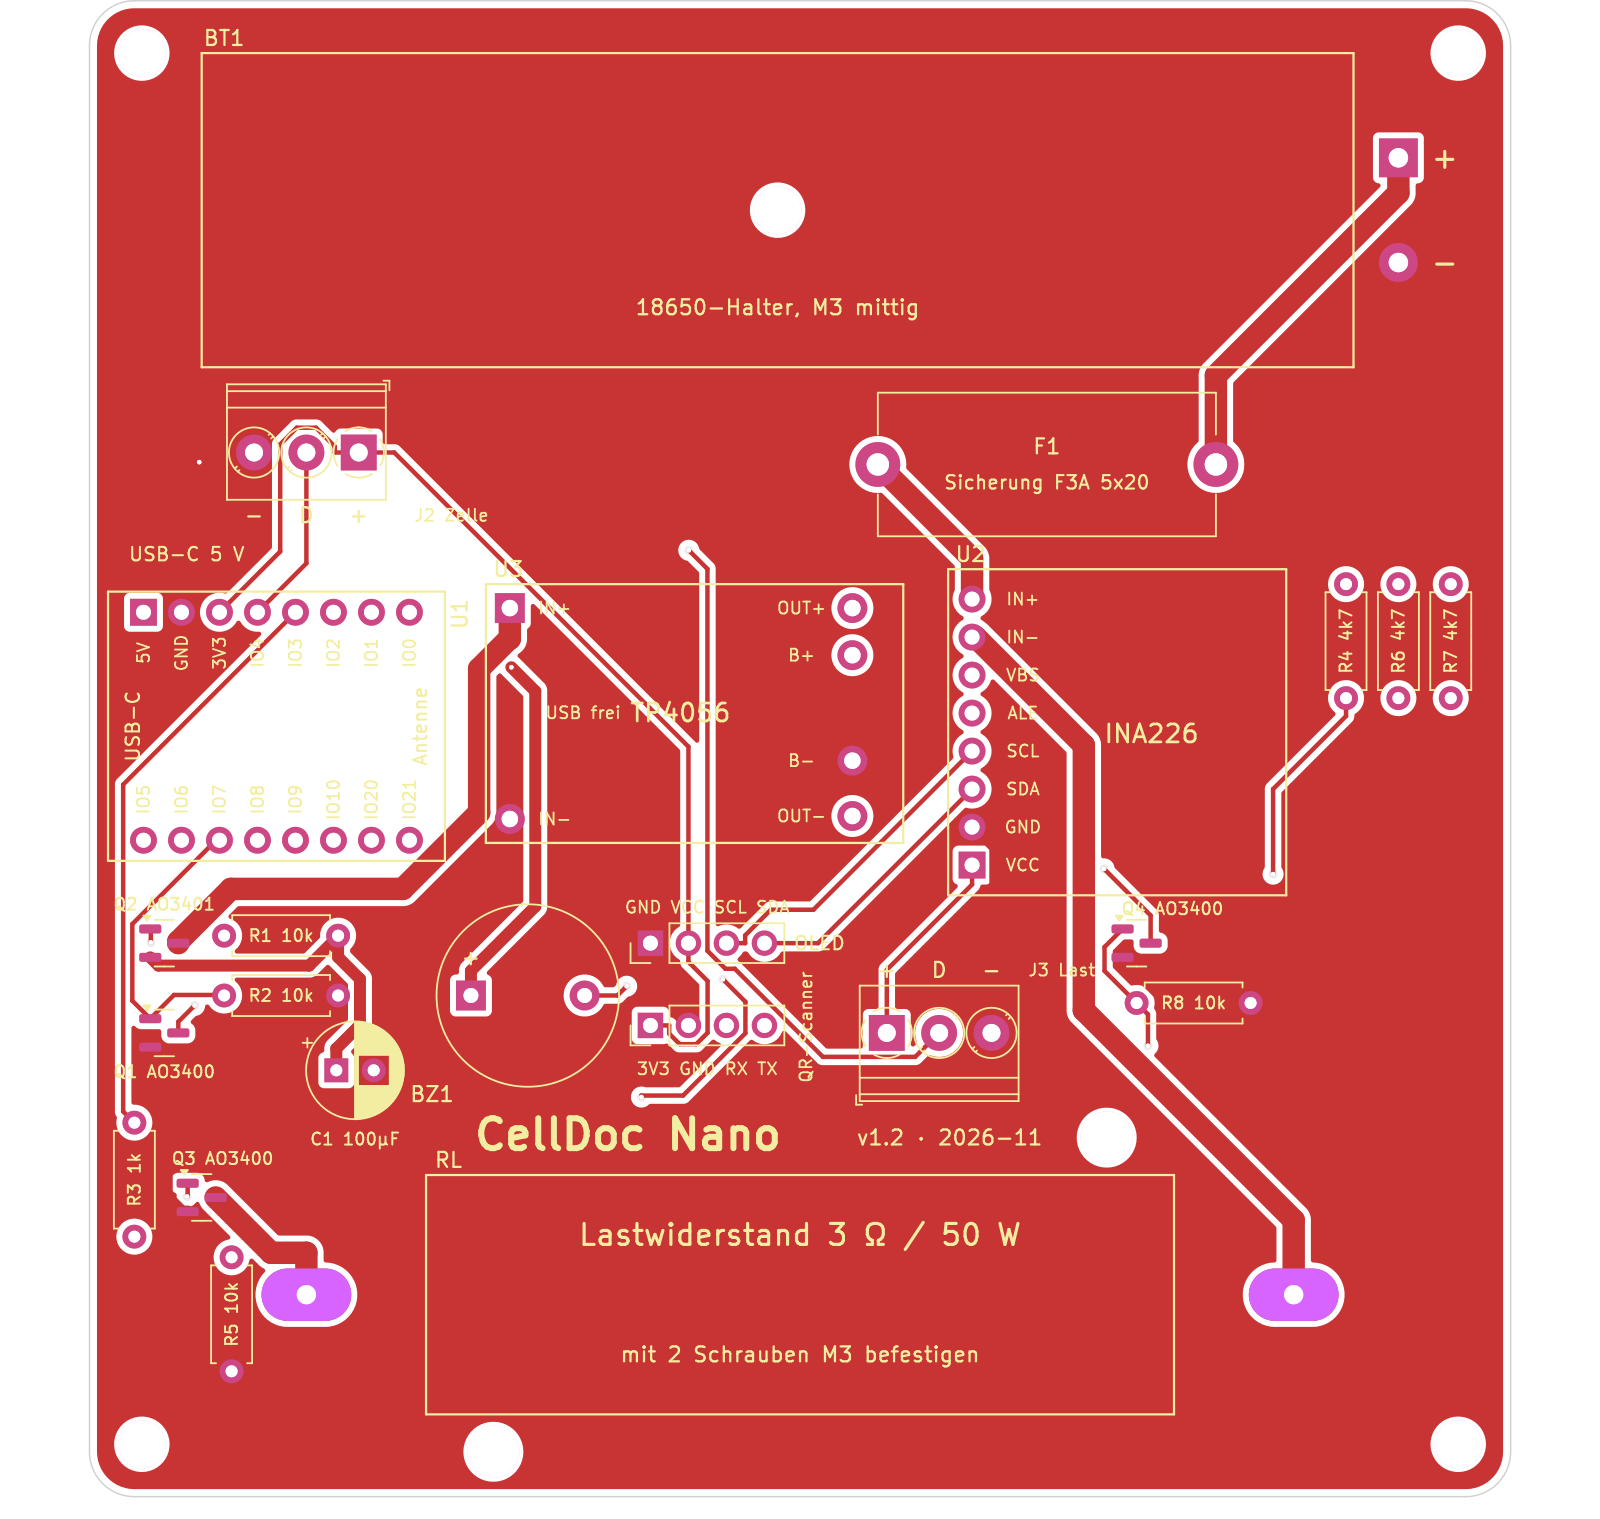 BT1
+
-
18650-Halter, M3 mittig
F1
Sicherung F3A 5x20
- D +
J2 Zelle
USB-C 5 V
U3
U2
U1
5V GND 3V3 IO4 IO3 IO2 IO1 IO0
USB-C
Antenne
IO5 IO6 IO7 IO8 IO9 IO10 IO20 IO21
IN+
OUT+
B+
USB frei
TP4056
B-
IN-
OUT-
IN+
IN-
VBS
ALE
SCL
SDA
GND
VCC
INA226
R4 4k7
R6 4k7
R7 4k7
Q2 AO3401
R1 10k
R2 10k
Q1 AO3400
+
C1 100µF
+
BZ1
GND VCC SCL SDA
OLED
QR-Scanner
3V3 GND RX TX
+ D -
J3 Last
Q4 AO3400
R8 10k
CellDoc Nano
v1.2 · 2026-11
R3 1k
Q3 AO3400
R5 10k
RL
Lastwiderstand 3 Ω / 50 W
mit 2 Schrauben M3 befestigen